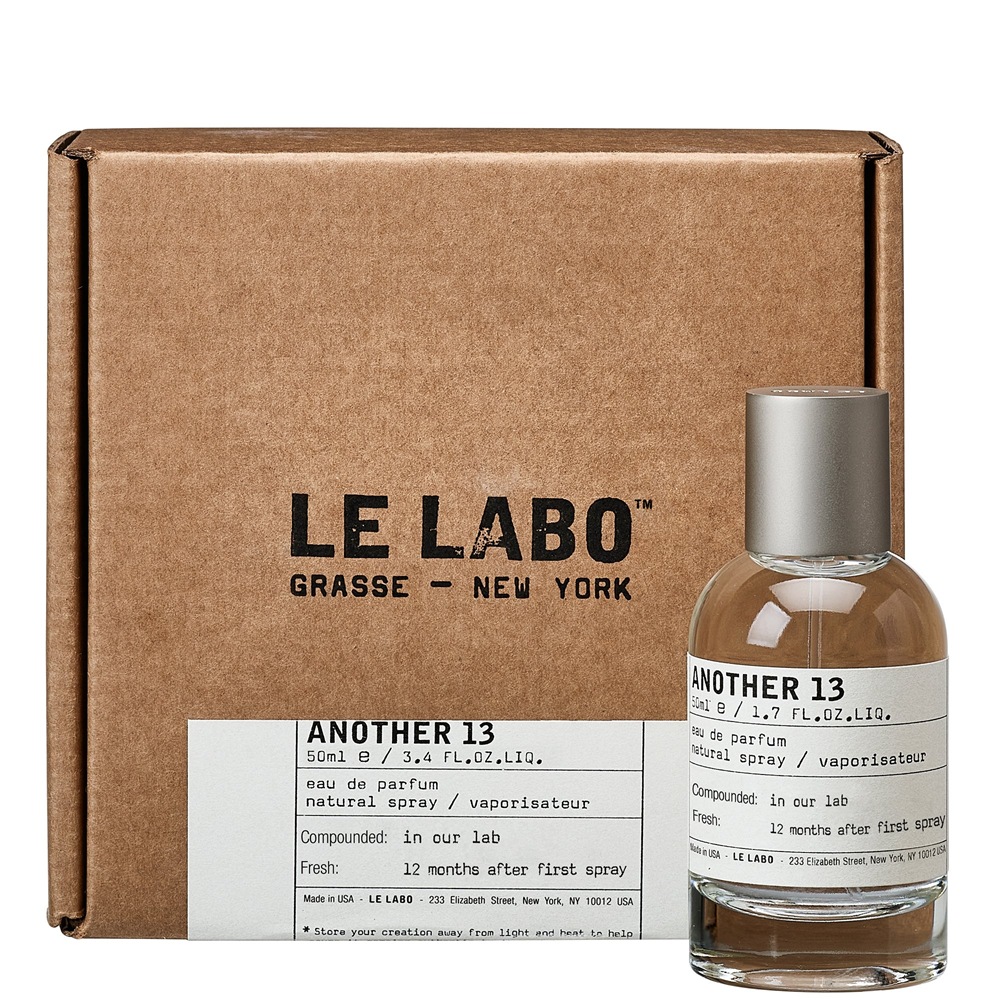 LE LABO™
GRASSE — NEW YORK
ANOTHER 13
50ml e / 3.4 FL.OZ.LIQ.
eau de parfum
natural spray / vaporisateur
Compounded: in our lab
Fresh: 12 months after first spray
Made in USA - LE LABO - 233 Elizabeth Street, New York, NY 10012 USA
* Store your creation away from light and heat to help
LE LABO
ANOTHER 13
50ml e / 1.7 FL.OZ.LIQ.
eau de parfum
natural spray / vaporisateur
Compounded: in our lab
Fresh: 12 months after first spray
Made in USA - LE LABO - 233 Elizabeth Street, New York, NY 10012 USA